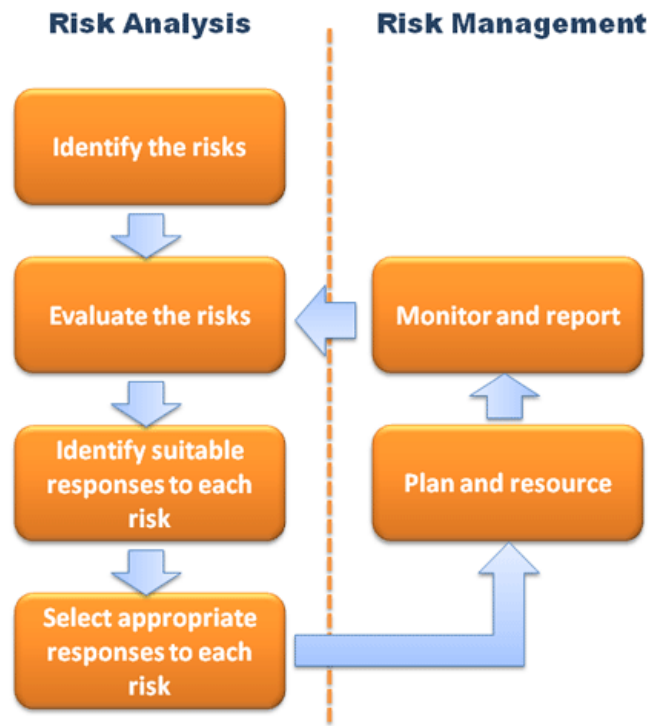 Risk Analysis
Risk Management
Identify the risks
Evaluate the risks
Monitor and report
Identify suitable
responses to each
risk
Plan and resource
Select appropriate
responses to each
risk